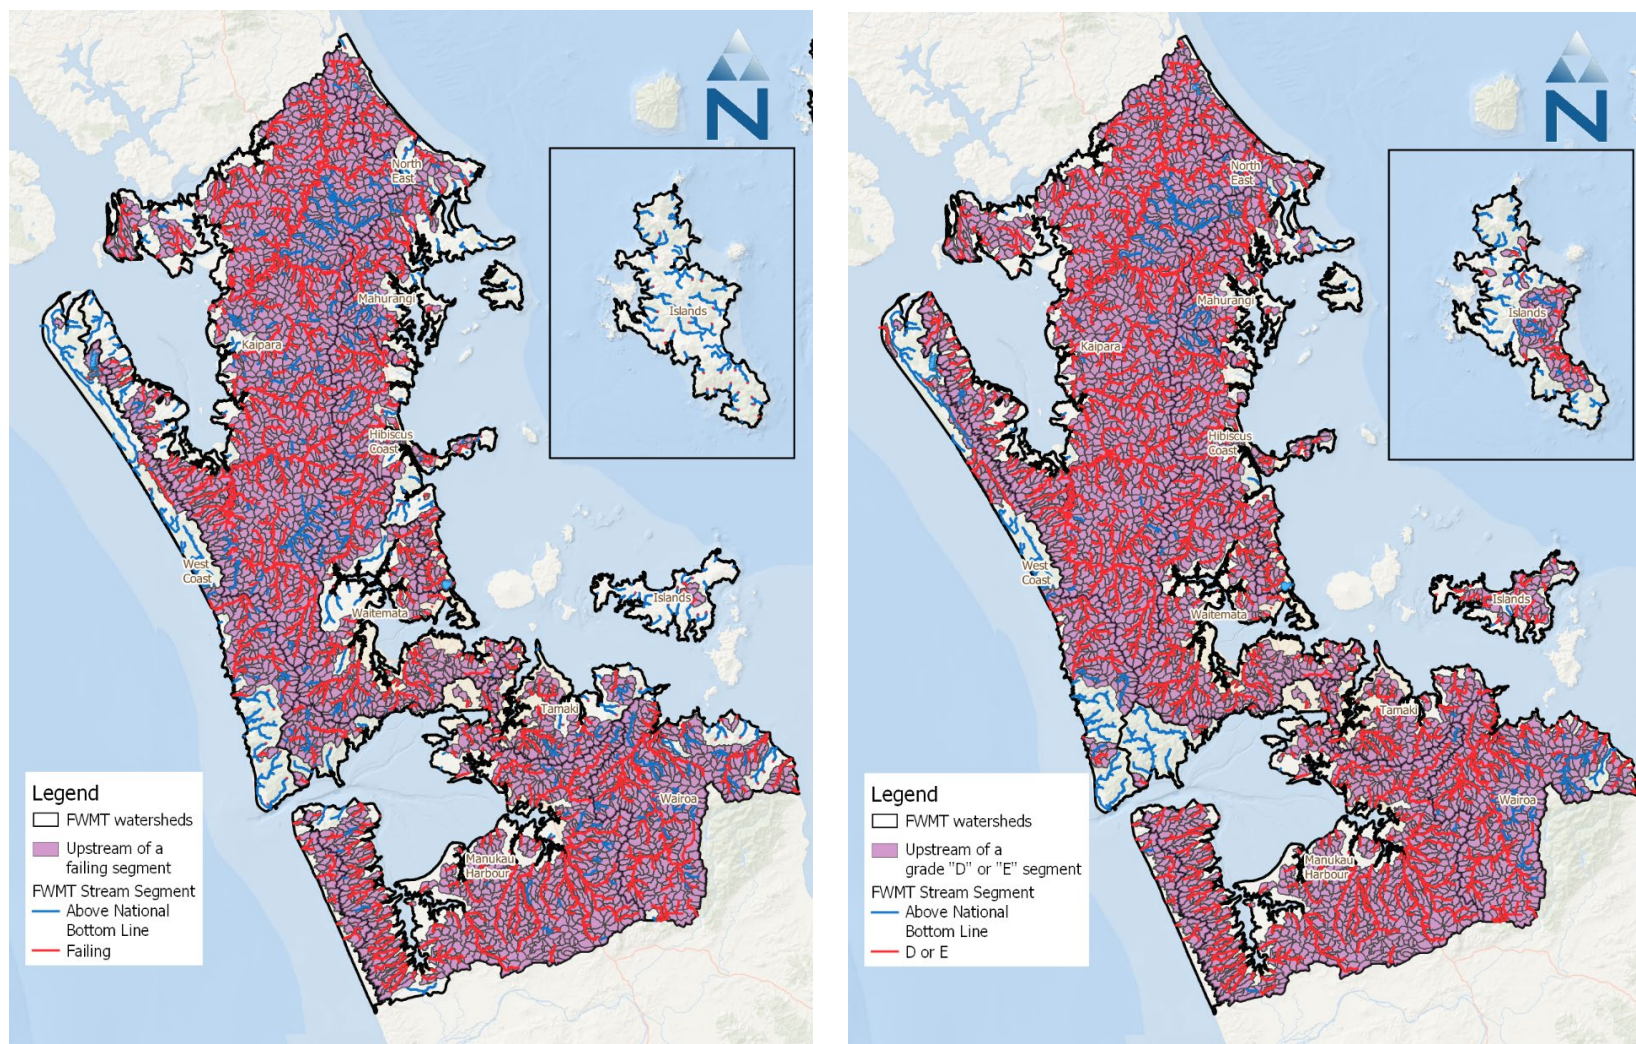 N
North
East
Islands
Mahurangi
Kaipara
Hibiscus
Coast
West
Coast
Islands
Waitemata
Tamaki
Wairoa
Manukau
Harbour
Legend
FWMT watersheds
Upstream of a
failing segment
FWMT Stream Segment
Above National
Bottom Line
Failing
N
North
East
Islands
Mahurangi
Kaipara
Hibiscus
Coast
West
Coast
Islands
Waitemata
Tamaki
Wairoa
Manukau
Harbour
Legend
FWMT watersheds
Upstream of a
grade "D" or "E" segment
FWMT Stream Segment
Above National
Bottom Line
D or E